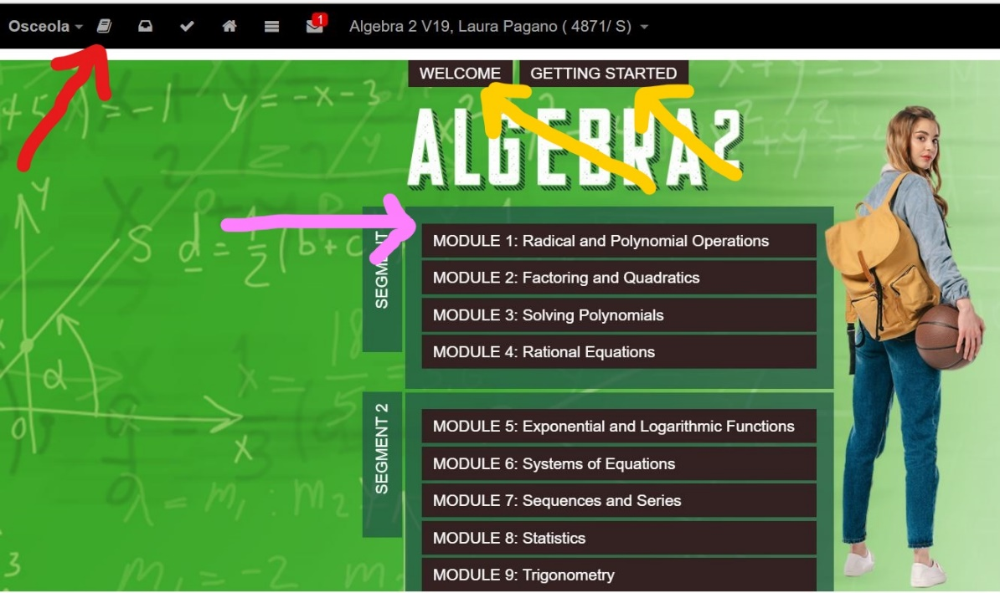 Osceola
1
Algebra 2 V19, Laura Pagano ( 4871/ S)
WELCOME
GETTING STARTED
ALGEBRA 2
SEGMENT
MODULE 1: Radical and Polynomial Operations
MODULE 2: Factoring and Quadratics
MODULE 3: Solving Polynomials
MODULE 4: Rational Equations
SEGMENT 2
MODULE 5: Exponential and Logarithmic Functions
MODULE 6: Systems of Equations
MODULE 7: Sequences and Series
MODULE 8: Statistics
MODULE 9: Trigonometry
y = -x - 3